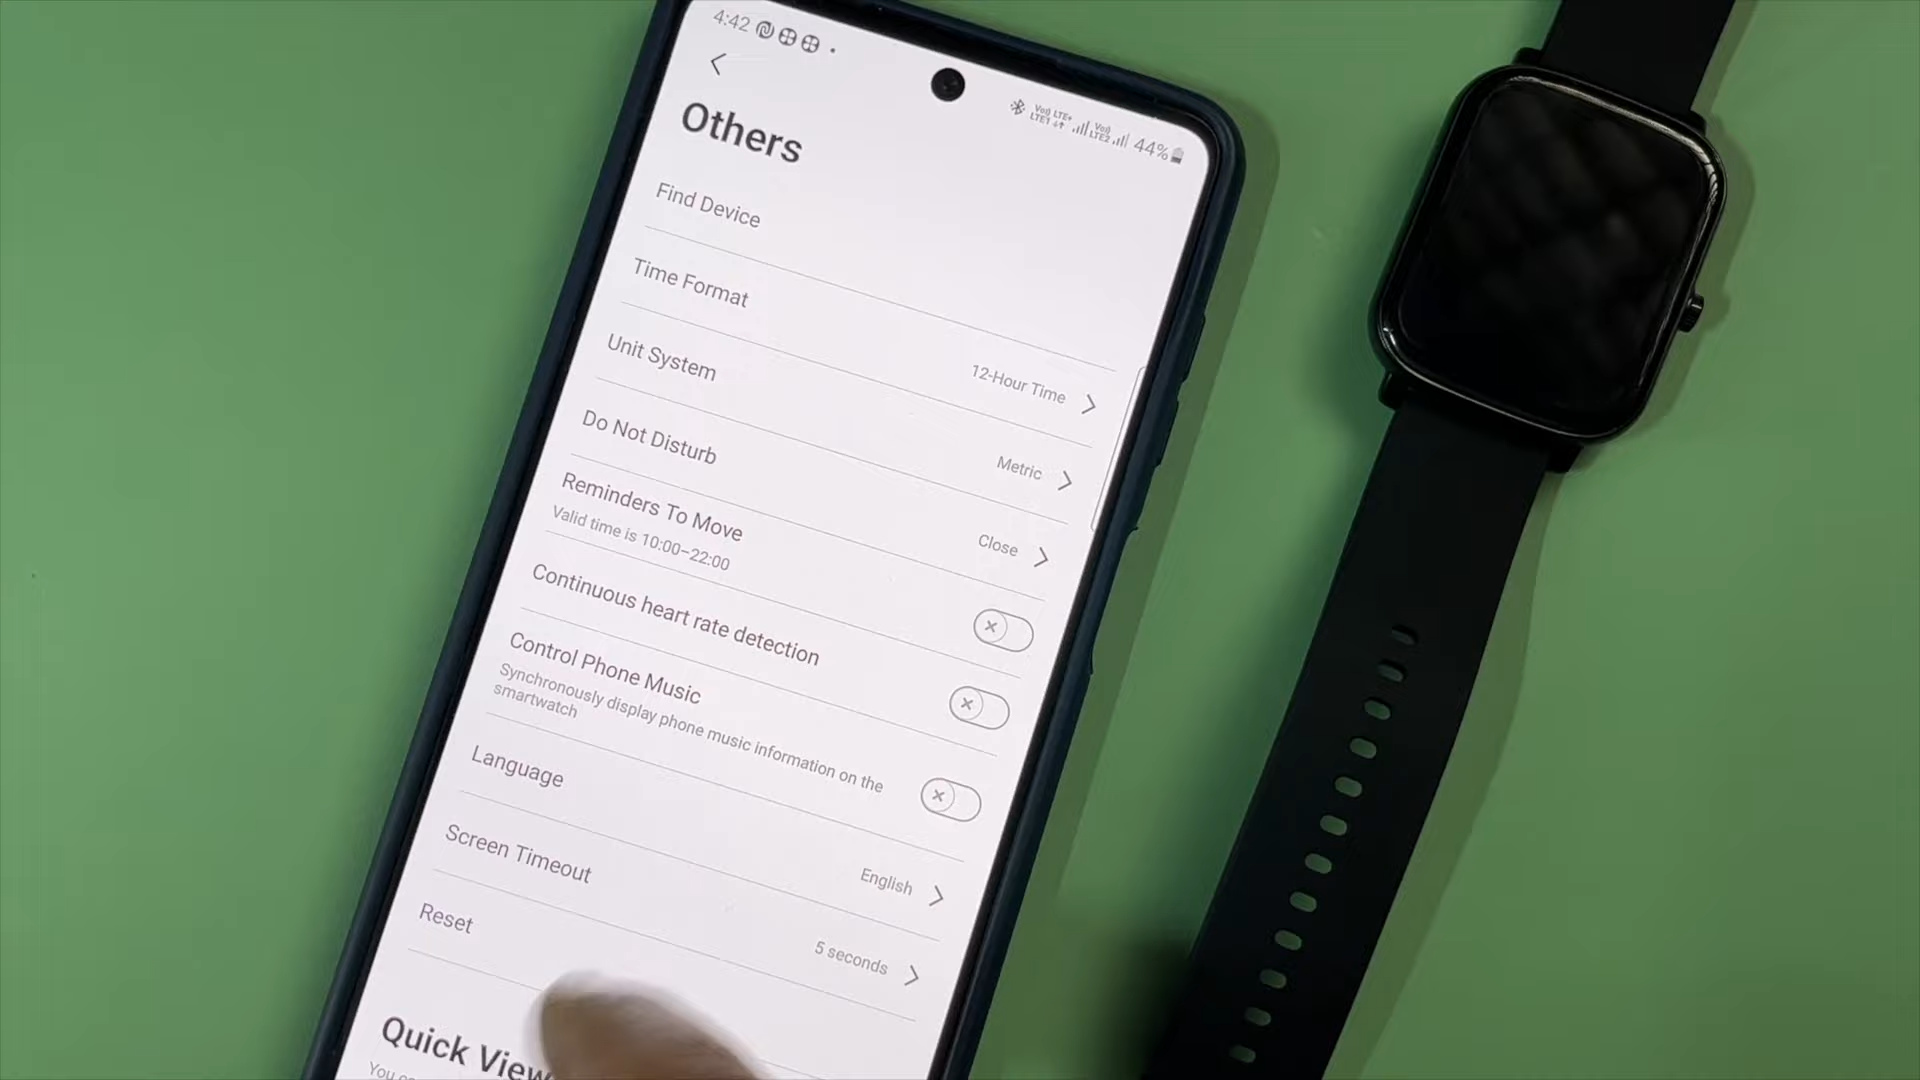 4:42
44%
Others
Find Device
Time Format
12-Hour Time
Unit System
Metric
Do Not Disturb
Close
Reminders To Move
Valid time is 10:00–22:00
Continuous heart rate detection
Control Phone Music
Synchronously display phone music information on the
smartwatch
Language
English
Screen Timeout
5 seconds
Reset
Quick View